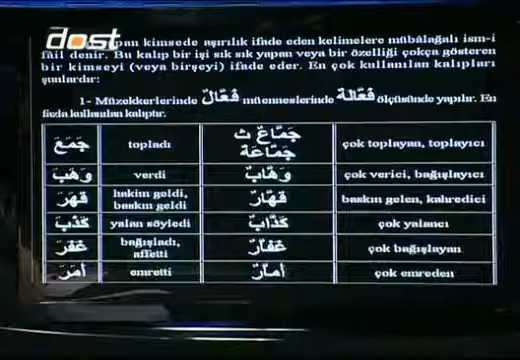 dost
yapan kimsede aşırılık ifade eden kelimelere mübâlağalı ism-i
fâil denir. Bu kalıp bir işi sık sık yapan veya bir özelliği çokça gösteren
bir kimseyi (veya birşeyi) ifade eder. En çok kullanılan kalıpları
şunlardır:
1- Müzekkerlerinde فَعَّالٌ müenneslerinde فَعَّالَةٌ ölçüsünde yapılır. En
fazla kullanılan kalıptır.
جَمَعَ topladı جَمَّاعٌ ث جَمَّاعَةٌ çok toplayan, toplayıcı
وَهَبَ verdi وَهَّابٌ çok verici, bağışlayıcı
قَهَرَ hakim geldi, baskın geldi قَهَّارٌ baskın gelen, kahredici
كَذَبَ yalan söyledi كَذَّابٌ çok yalancı
غَفَرَ bağışladı, affetti غَفَّارٌ çok bağışlayan
أَمَرَ emretti أَمَّارٌ çok emreden